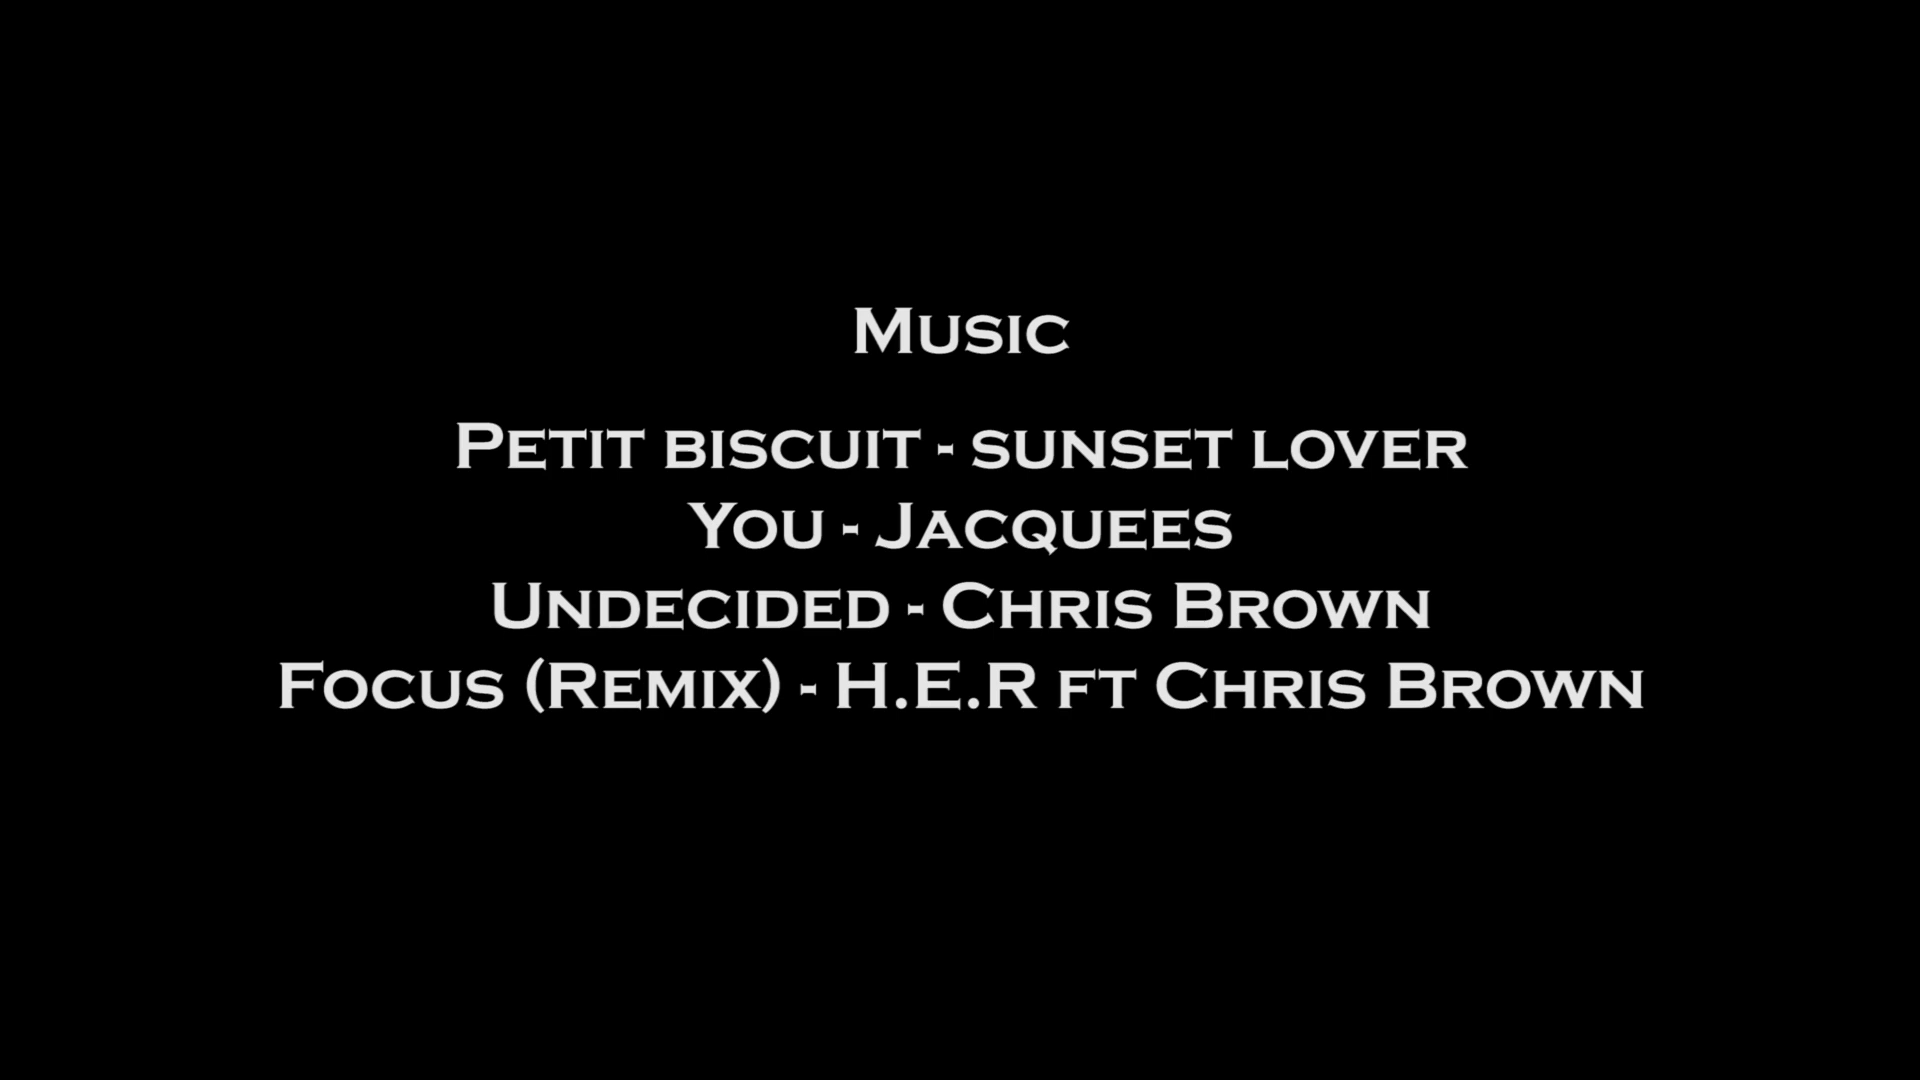 Music
Petit biscuit - sunset lover
You - Jacquees
Undecided - Chris Brown
Focus (Remix) - H.E.R ft Chris Brown